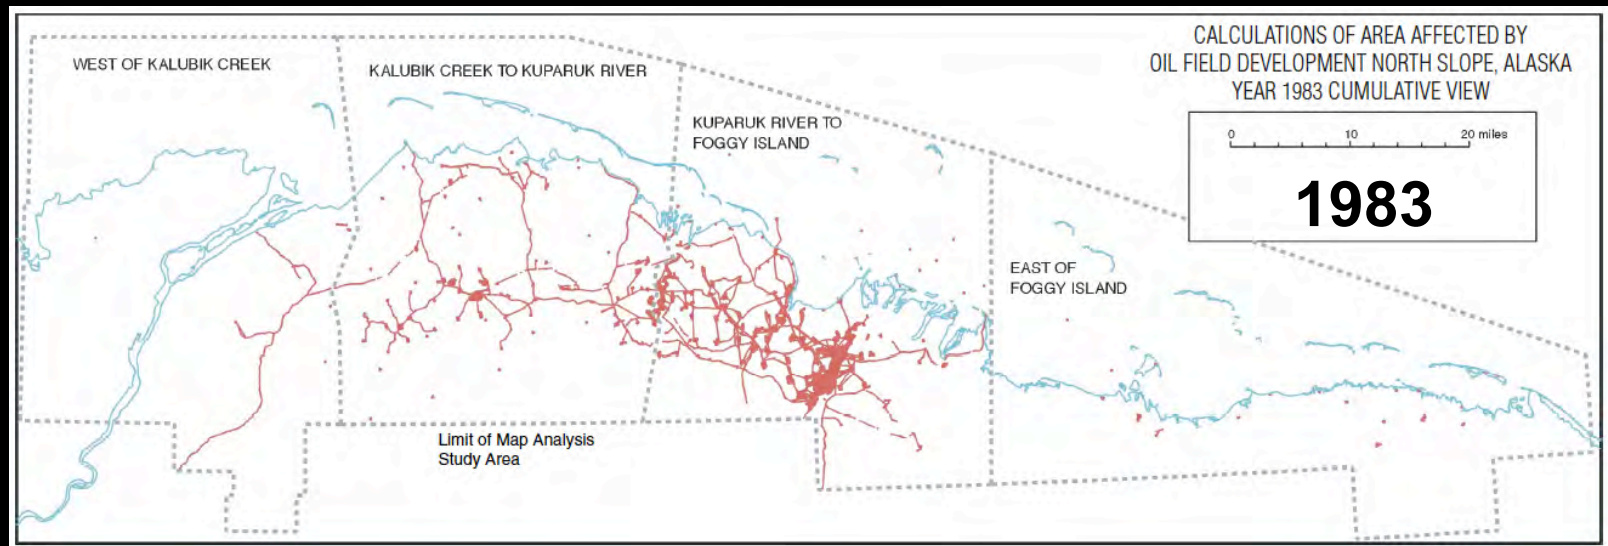 CALCULATIONS OF AREA AFFECTED BY
OIL FIELD DEVELOPMENT NORTH SLOPE, ALASKA
YEAR 1983 CUMULATIVE VIEW
0 10 20 miles
1983
WEST OF KALUBIK CREEK
KALUBIK CREEK TO KUPARUK RIVER
KUPARUK RIVER TO
FOGGY ISLAND
EAST OF
FOGGY ISLAND
Limit of Map Analysis
Study Area